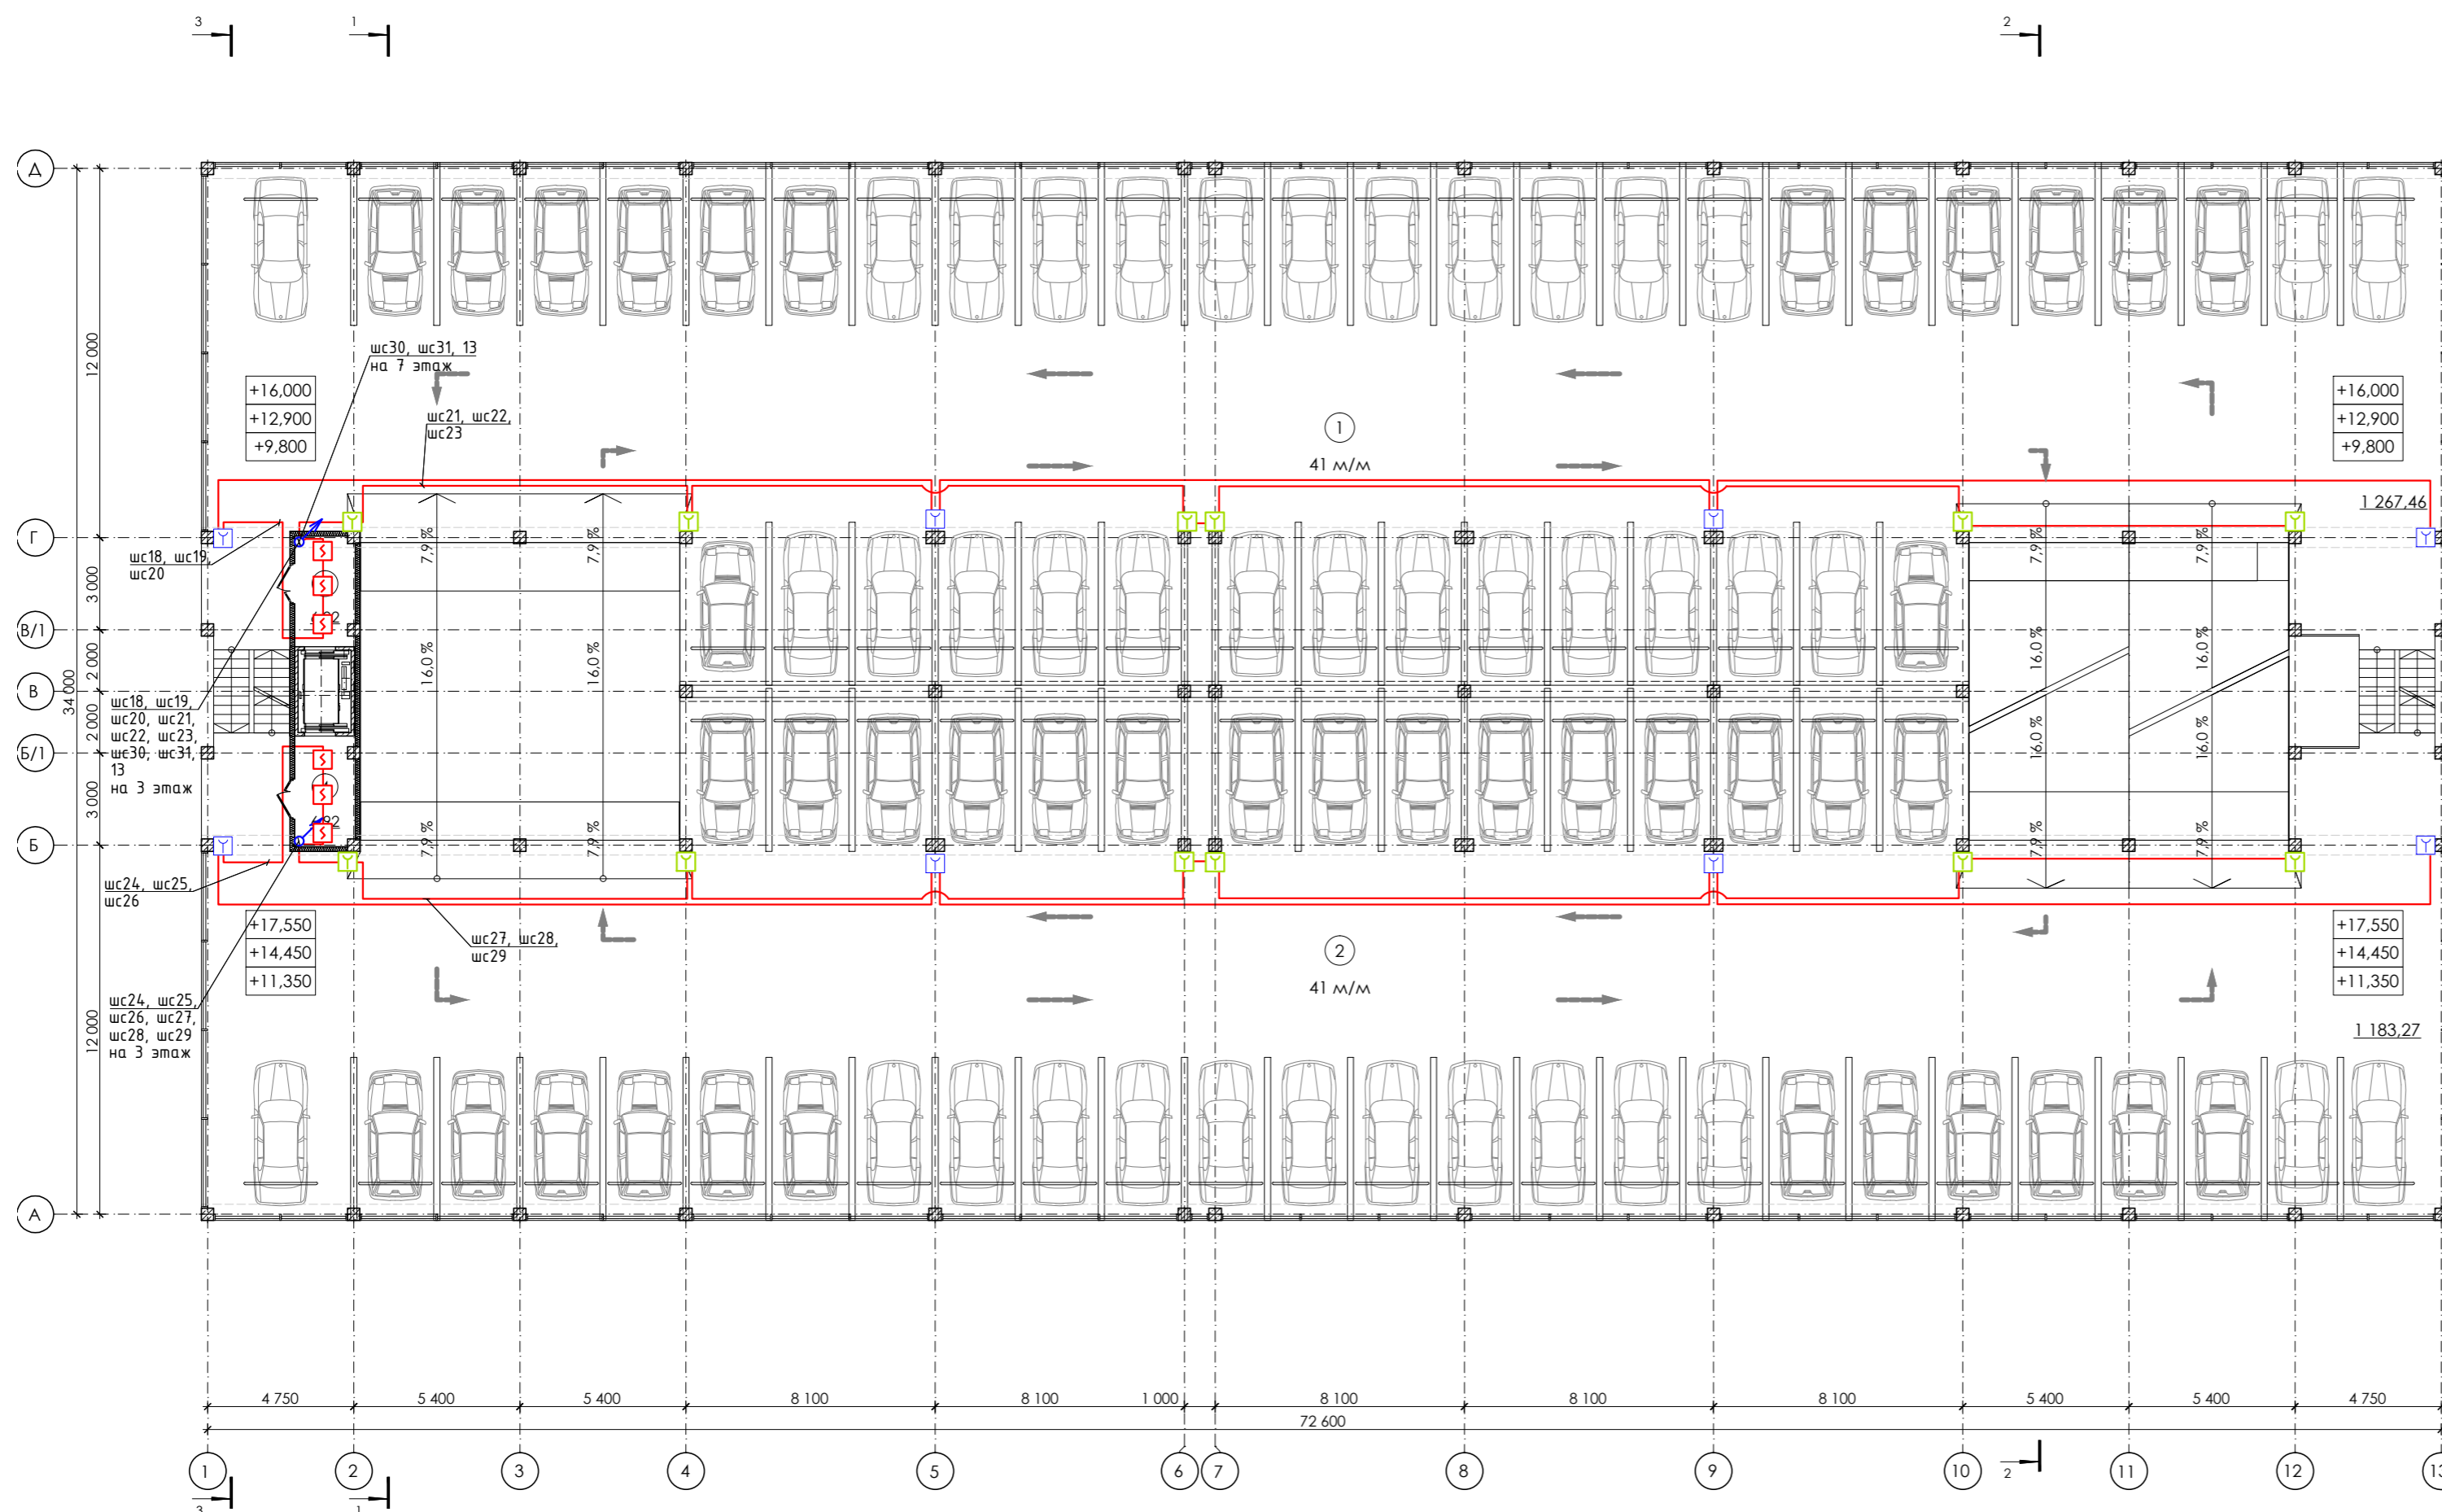 3
1
2
Д
12 000
шс30, шс31, 13
на 7 этаж
+16,000
+12,900
+9,800
шс21, шс22,
шс23
1
41 м/м
+16,000
+12,900
+9,800
1 267,46
Г
шс18, шс19,
шс20
7,9 %
7,9 %
7,9 %
7,9 %
3 000
В/1
2 000
16,0 %
16,0 %
16,0 %
16,0 %
В
34 000
шс18, шс19,
шс20, шс21,
шс22, шс23,
шс30, шс31,
13
на 3 этаж
2 000
16,0 %
16,0 %
Б/1
3 000
7,9 %
7,9 %
7,9 %
7,9 %
Б
шс24, шс25,
шс26
+17,550
+14,450
+11,350
шс27, шс28,
шс29
2
41 м/м
+17,550
+14,450
+11,350
шс24, шс25,
шс26, шс27,
шс28, шс29
на 3 этаж
12 000
1 183,27
А
4 750
5 400
5 400
8 100
8 100
1 000
8 100
8 100
8 100
5 400
5 400
4 750
72 600
1
2
3
4
5
6
7
8
9
10
2
11
12
13
3
1